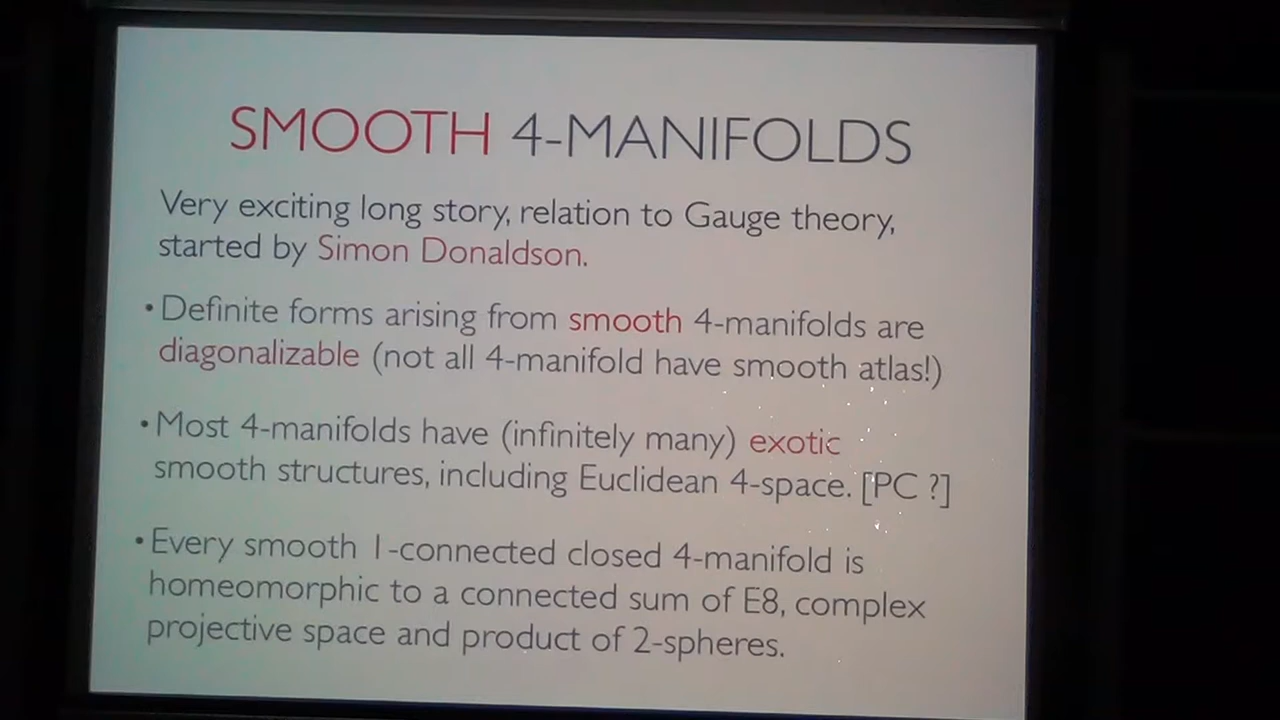 SMOOTH 4-MANIFOLDS
Very exciting long story, relation to Gauge theory,
started by Simon Donaldson.
• Definite forms arising from smooth 4-manifolds are
diagonalizable (not all 4-manifold have smooth atlas!)
• Most 4-manifolds have (infinitely many) exotic
smooth structures, including Euclidean 4-space. [PC ?]
• Every smooth 1-connected closed 4-manifold is
homeomorphic to a connected sum of E8, complex
projective space and product of 2-spheres.